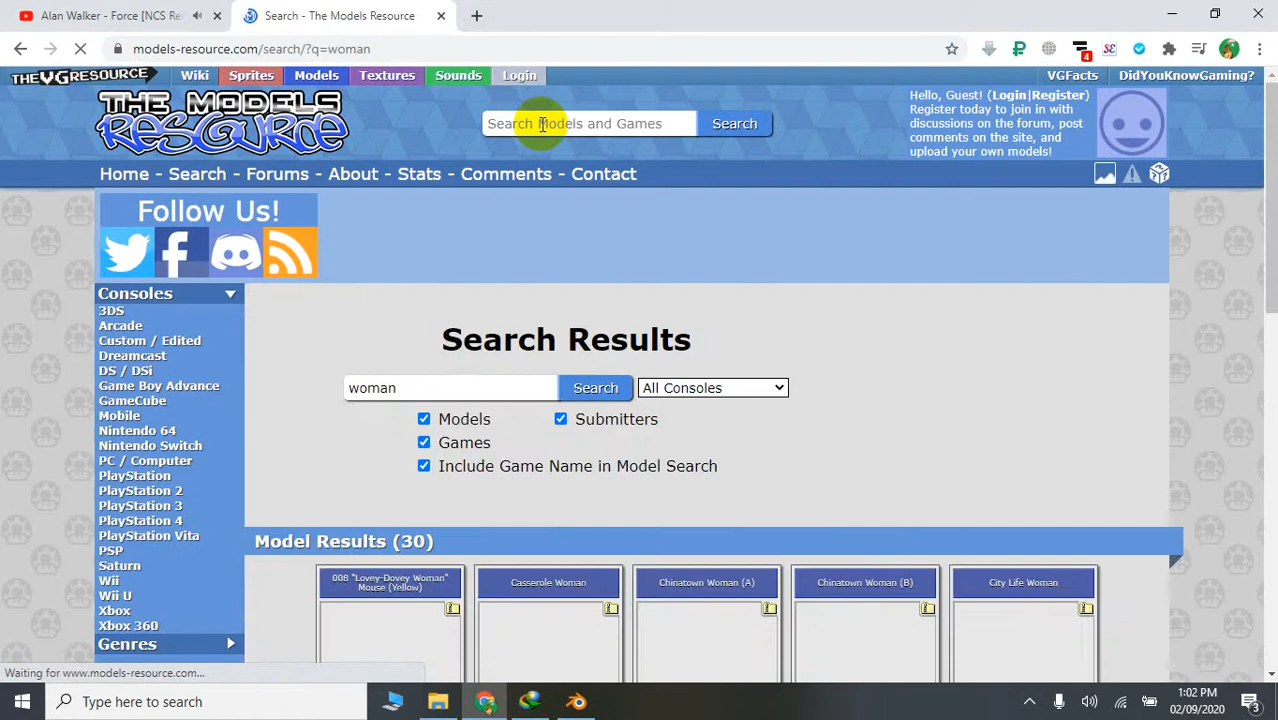 Alan Walker - Force [NCS Re
Search - The Models Resource
models-resource.com/search/?q=woman
4
THE VG RESOURCE
Wiki
Sprites
Models
Textures
Sounds
Login
VGFacts
DidYouKnowGaming?
THE MODELS
RESOURCE
Search Models and Games
Search
Hello, Guest! (Login|Register)
Register today to join in with
discussions on the forum, post
comments on the site, and
upload your own models!
Home - Search - Forums - About - Stats - Comments - Contact
Follow Us!
Consoles
3DS
Arcade
Custom / Edited
Dreamcast
DS / DSi
Game Boy Advance
GameCube
Mobile
Nintendo 64
Nintendo Switch
PC / Computer
PlayStation
PlayStation 2
PlayStation 3
PlayStation 4
PlayStation Vita
PSP
Saturn
Wii
Wii U
Xbox
Xbox 360
Genres
Search Results
woman
Search
All Consoles
Models
Submitters
Games
Include Game Name in Model Search
Model Results (30)
008 "Lovey-Dovey Woman"
Mouse (Yellow)
Casserole Woman
Chinatown Woman (A)
Chinatown Woman (B)
City Life Woman
Waiting for www.models-resource.com...
Type here to search
1:02 PM
02/09/2020
3